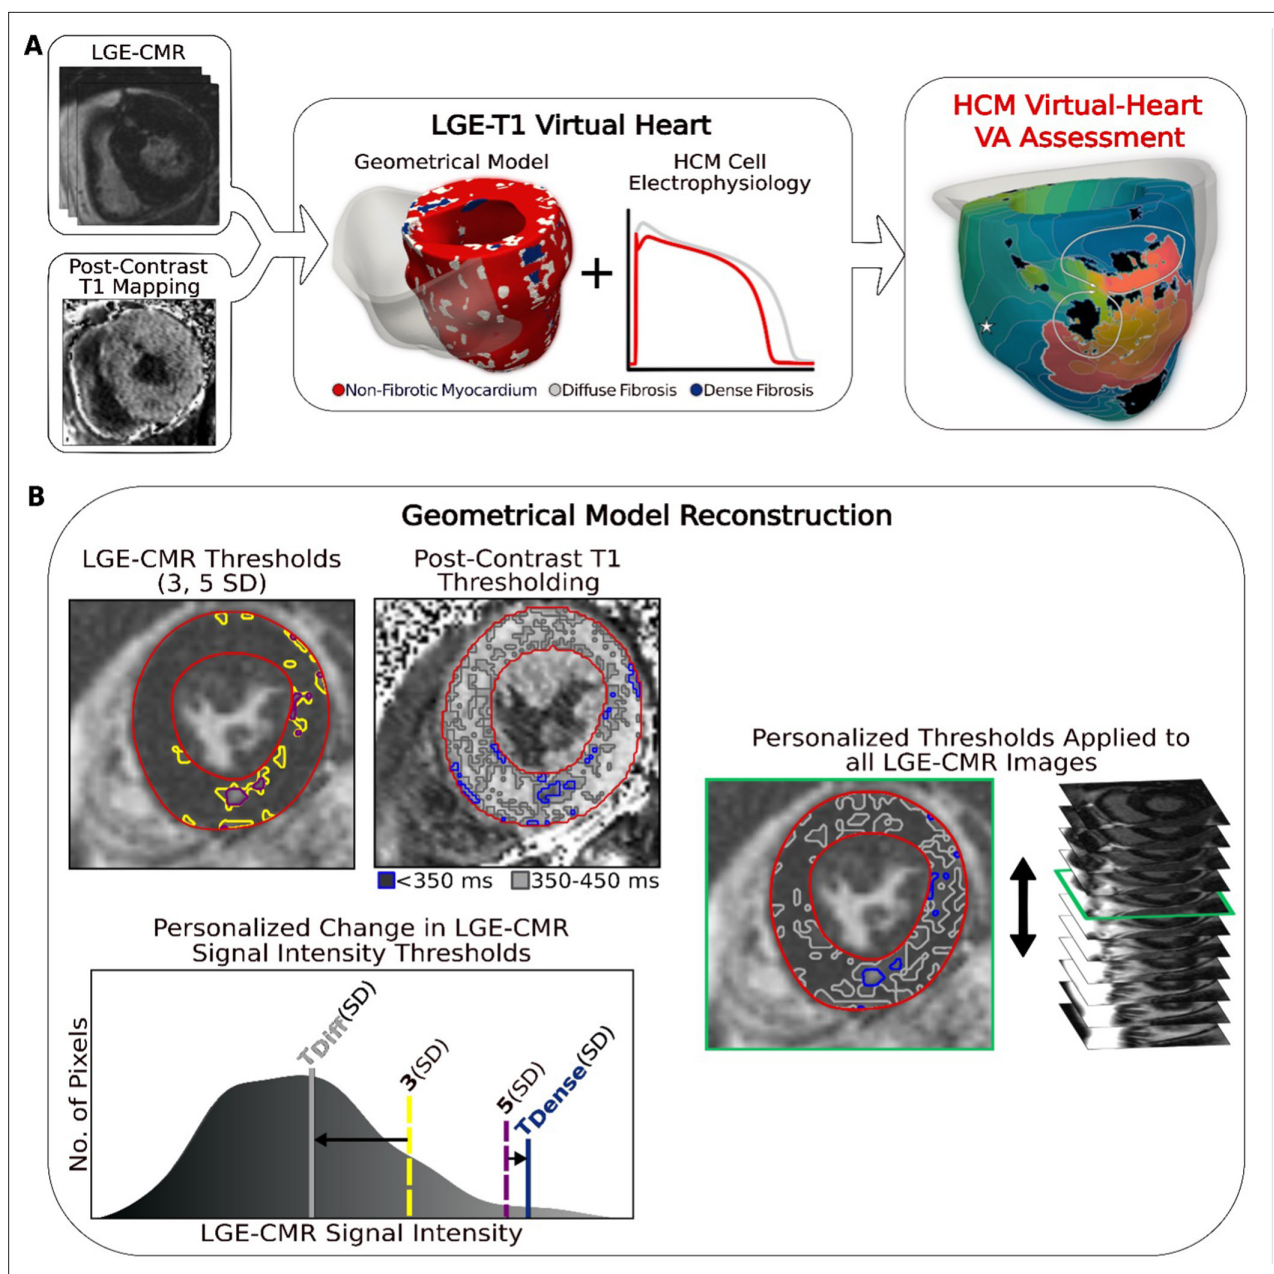 A
LGE-CMR
Post-Contrast
T1 Mapping
LGE-T1 Virtual Heart
Geometrical Model
HCM Cell
Electrophysiology
+
Non-Fibrotic Myocardium
Diffuse Fibrosis
Dense Fibrosis
HCM Virtual-Heart
VA Assessment
B
Geometrical Model Reconstruction
LGE-CMR Thresholds
(3, 5 SD)
Post-Contrast T1
Thresholding
<350 ms
350-450 ms
Personalized Thresholds Applied to
all LGE-CMR Images
Personalized Change in LGE-CMR
Signal Intensity Thresholds
No. of Pixels
TDiff(SD)
3(SD)
5(SD)
TDense(SD)
LGE-CMR Signal Intensity